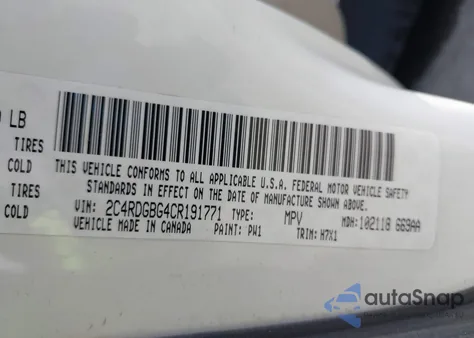 LB
TIRES
COLD
TIRES
COLD
THIS VEHICLE CONFORMS TO ALL APPLICABLE U.S.A. FEDERAL MOTOR VEHICLE SAFETY
STANDARDS IN EFFECT ON THE DATE OF MANUFACTURE SHOWN ABOVE.
VIN: 2C4RDGBG4CR191771 TYPE: MPV MDH:102118 669AA
VEHICLE MADE IN CANADA PAINT: PW1 TRIM: H7X1
autoSnap